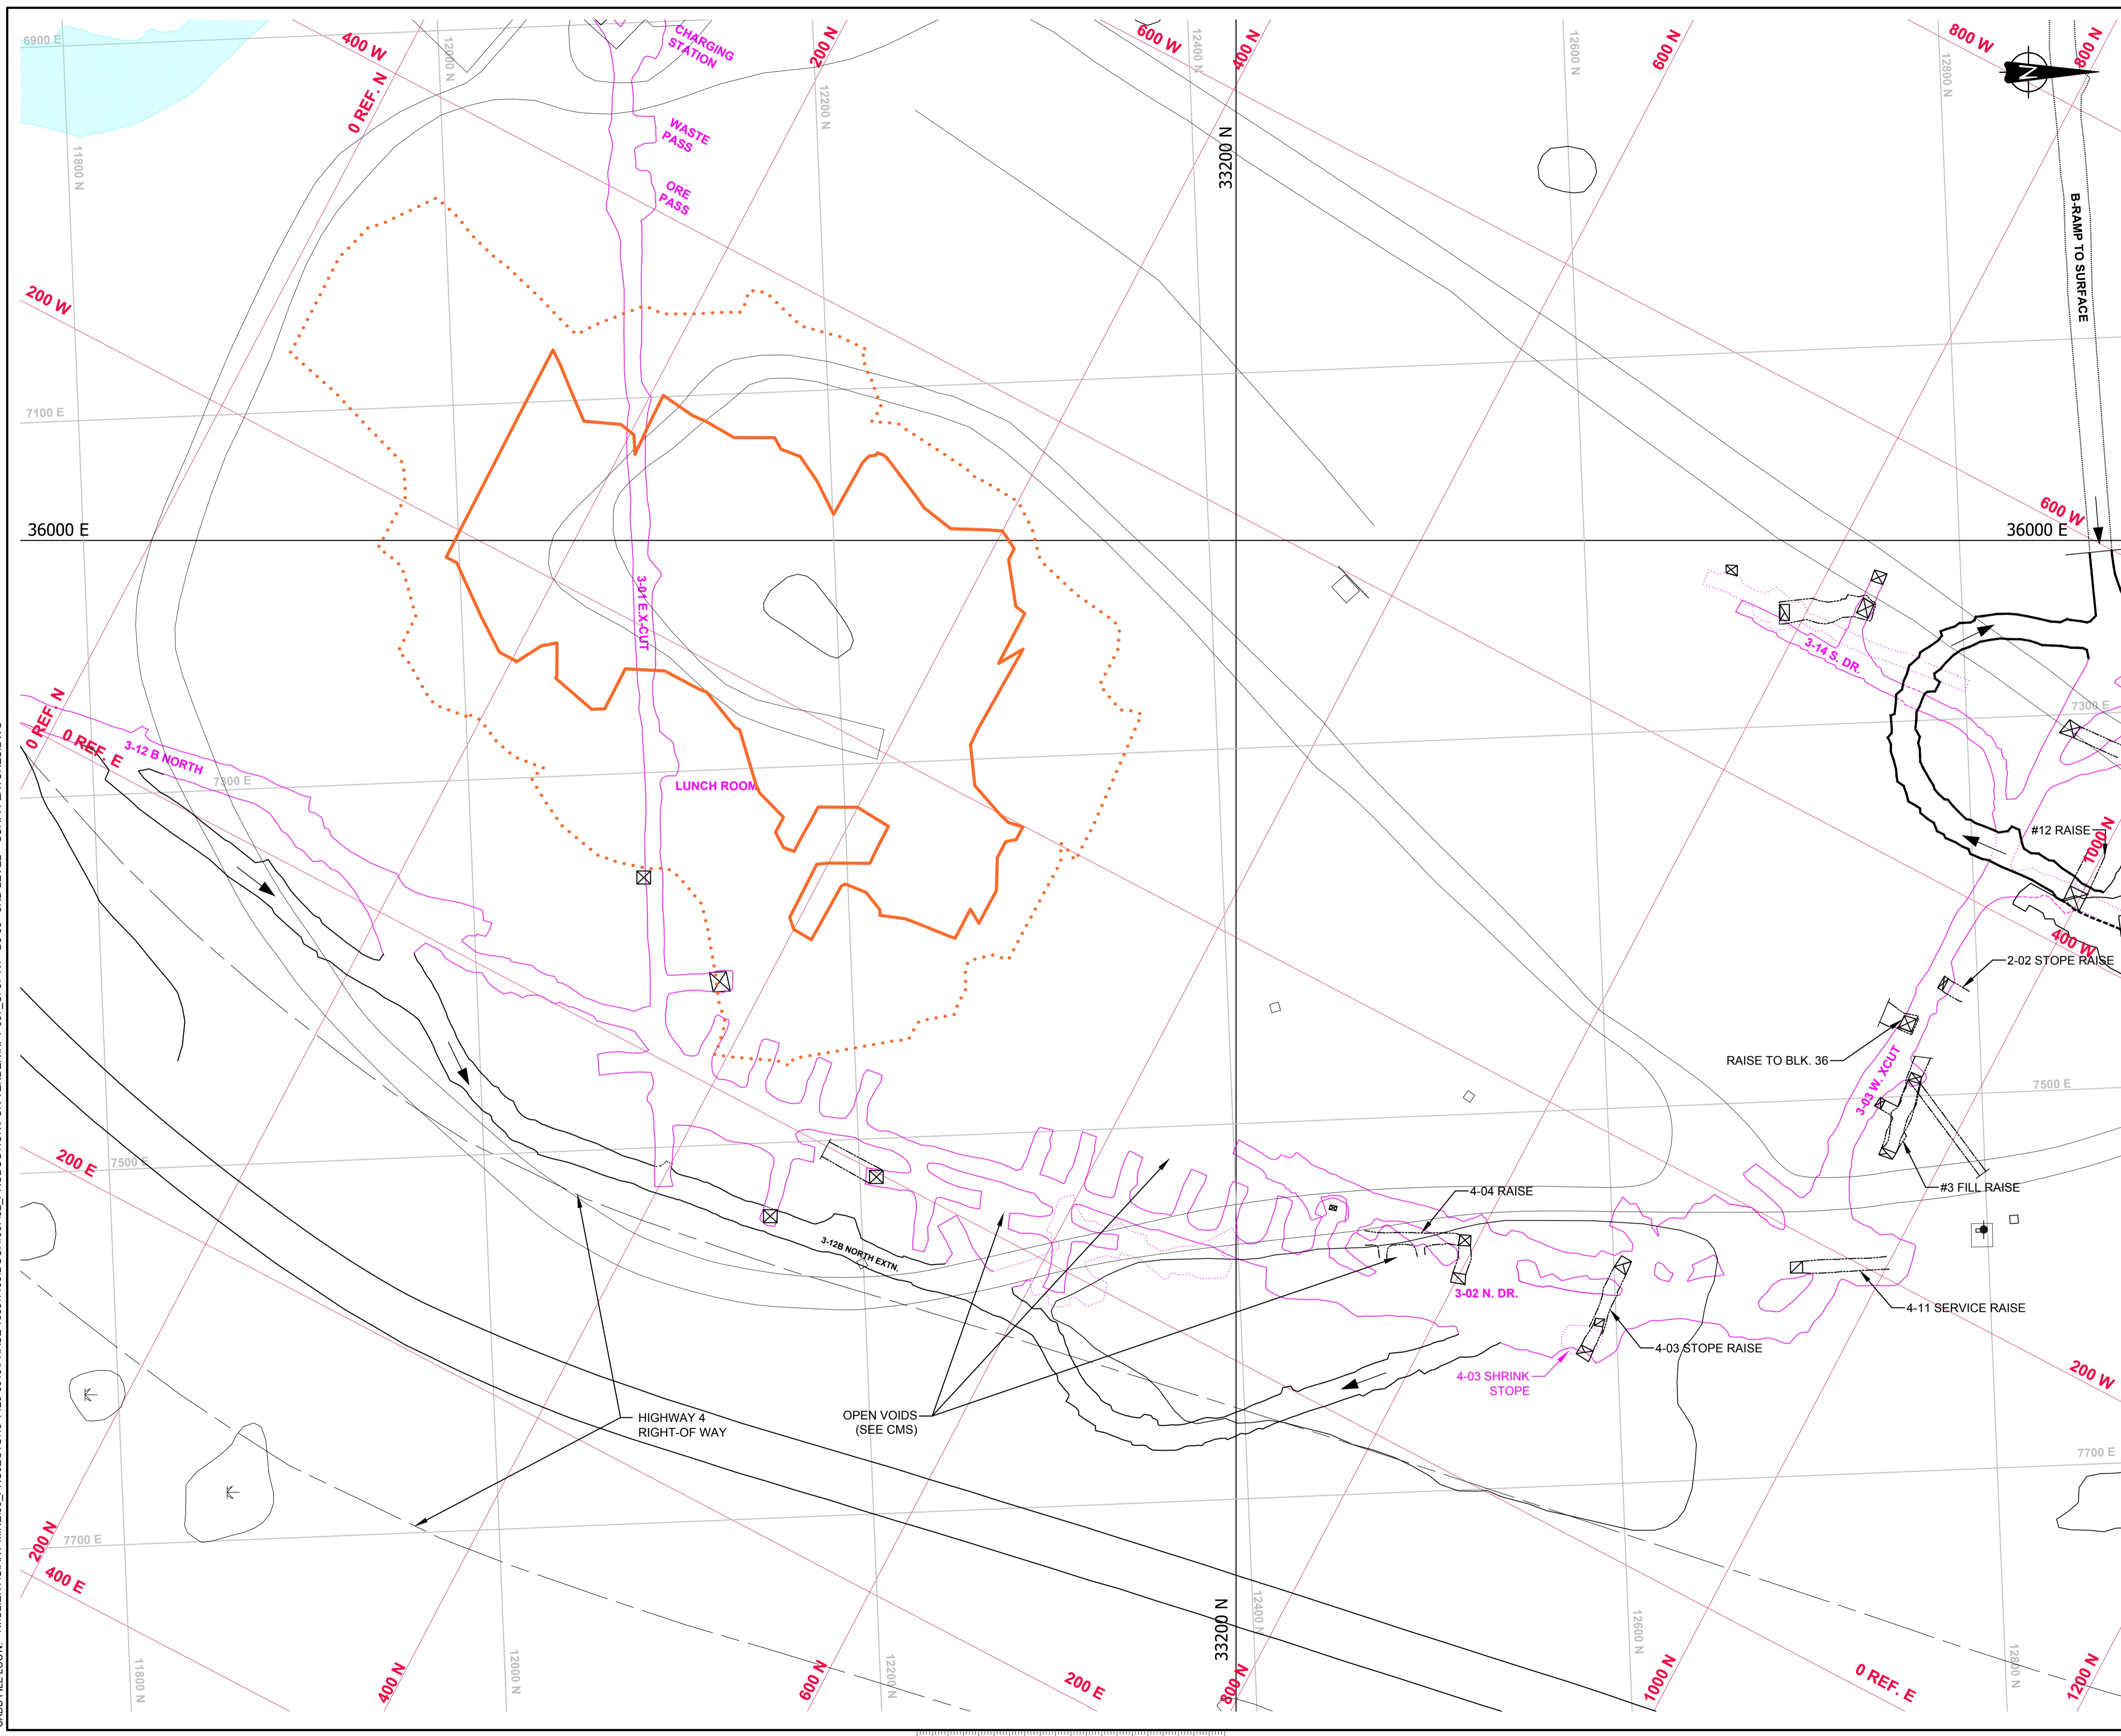 6900 E
400 W
12000 N
CHARGING
STATION
200 N
600 W
12400 N
400 N
12600 N
600 N
800 W
12800 N
800 N
N
0 REF. N
11800 N
12200 N
WASTE
PASS
33200 N
ORE
PASS
B-RAMP TO SURFACE
200 W
7100 E
36000 E
600 W
36000 E
3-01 E.X-CUT
3-14 S. DR.
7300 E
0 REF. N
0 REF. E
3-12 B NORTH
7300 E
LUNCH ROOM
#12 RAISE
1000 N
400 W
2-02 STOPE RAISE
RAISE TO BLK. 36
3-03 W. XCUT
7500 E
200 E
7500 E
4-04 RAISE
#3 FILL RAISE
3-12B NORTH EXTN.
3-02 N. DR.
4-11 SERVICE RAISE
4-03 STOPE RAISE
4-03 SHRINK
STOPE
200 W
HIGHWAY 4
RIGHT-OF WAY
OPEN VOIDS
(SEE CMS)
7700 E
200 N
7700 E
400 E
33200 N
12400 N
12600 N
12800 N
11800 N
400 N
12000 N
600 N
12200 N
200 E
800 N
1000 N
0 REF. E
1200 N